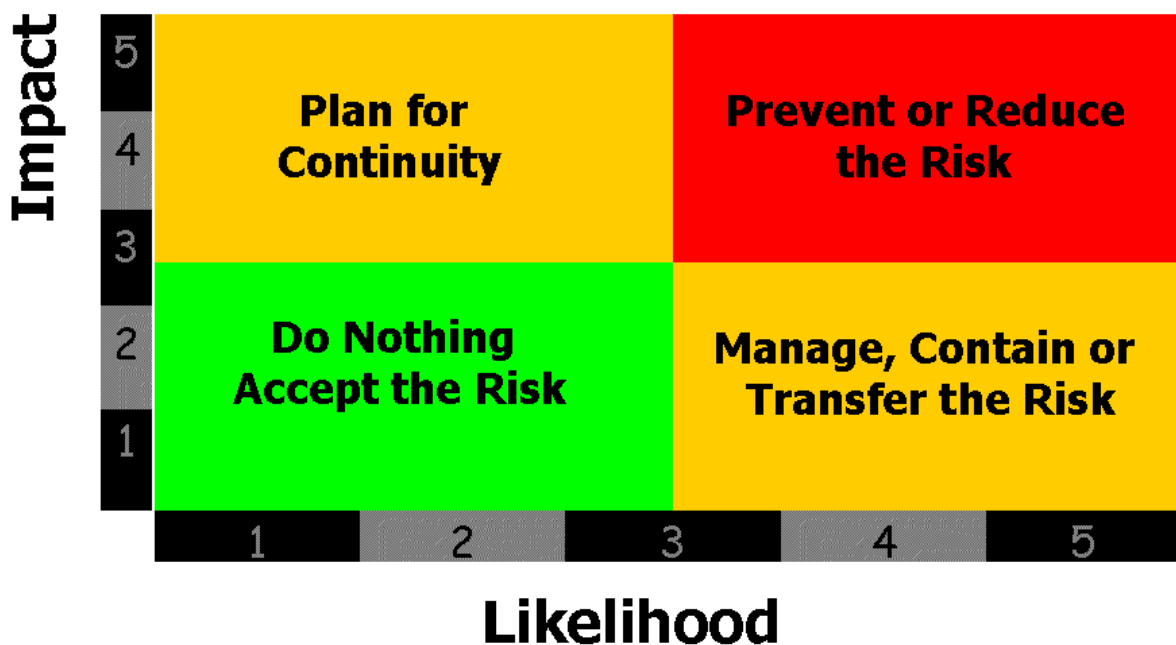 Impact
5
4
3
2
1
Plan for
Continuity
Prevent or Reduce
the Risk
Do Nothing
Accept the Risk
Manage, Contain or
Transfer the Risk
1 2 3 4 5
Likelihood